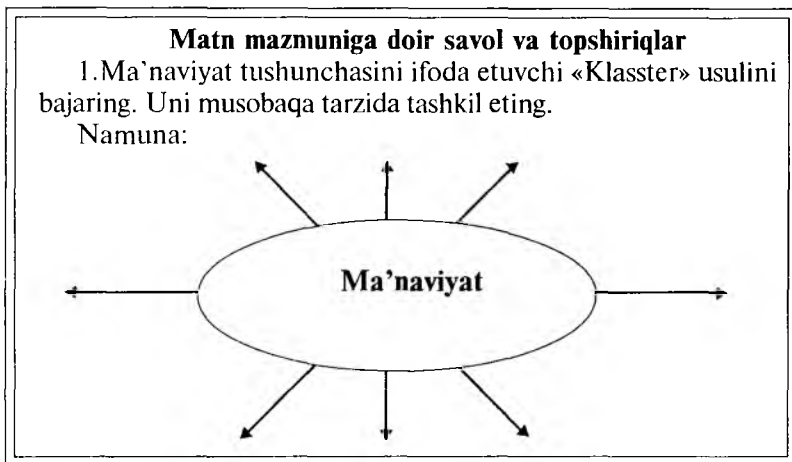 Matn mazmuniga doir savol va topshiriqlar
1.Ma'naviyat tushunchasini ifoda etuvchi «Klasster» usulini
bajaring. Uni musobaqa tarzida tashkil eting.
Namuna:
Ma'naviyat